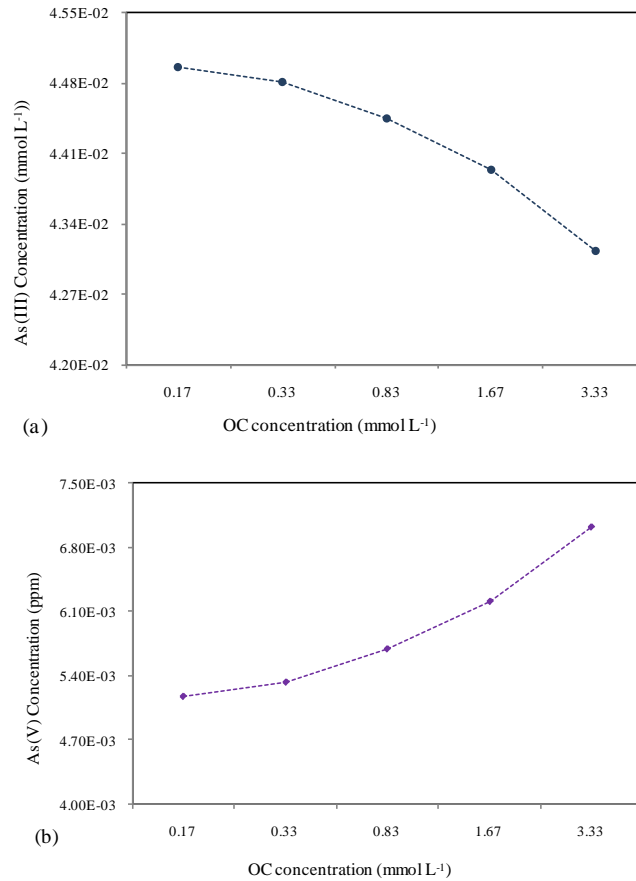 4.55E-02
4.48E-02
4.41E-02
4.34E-02
4.27E-02
4.20E-02
As(III) Concentration (mmol L-1))
0.17 0.33 0.83 1.67 3.33
(a) OC concentration (mmol L-1)
7.50E-03
6.80E-03
6.10E-03
5.40E-03
4.70E-03
4.00E-03
As(V) Concentration (ppm)
0.17 0.33 0.83 1.67 3.33
(b)
OC concentration (mmol L-1)